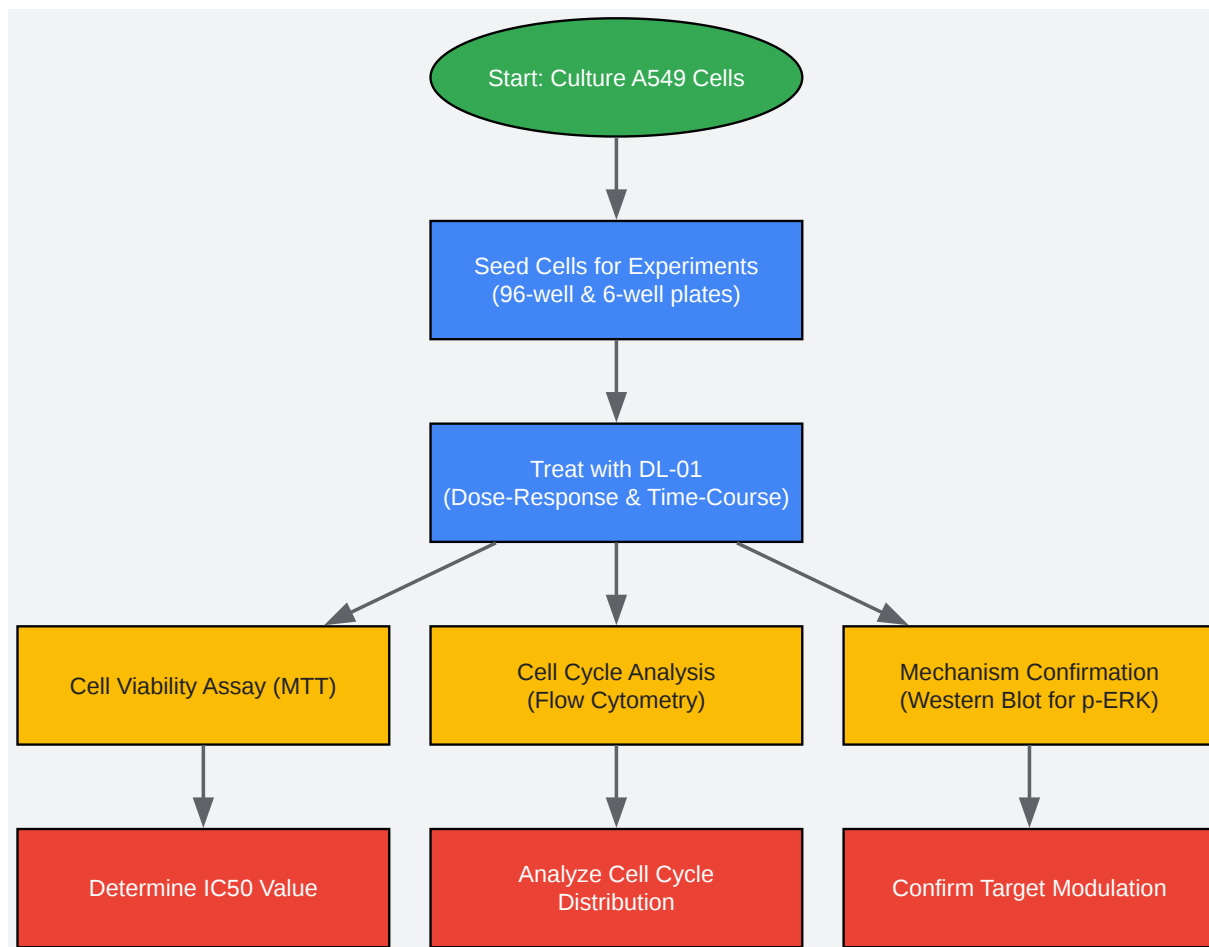 Start: Culture A549 Cells
Seed Cells for Experiments
(96-well & 6-well plates)
Treat with DL-01
(Dose-Response & Time-Course)
Cell Viability Assay (MTT)
Cell Cycle Analysis
(Flow Cytometry)
Mechanism Confirmation
(Western Blot for p-ERK)
Determine IC50 Value
Analyze Cell Cycle
Distribution
Confirm Target Modulation